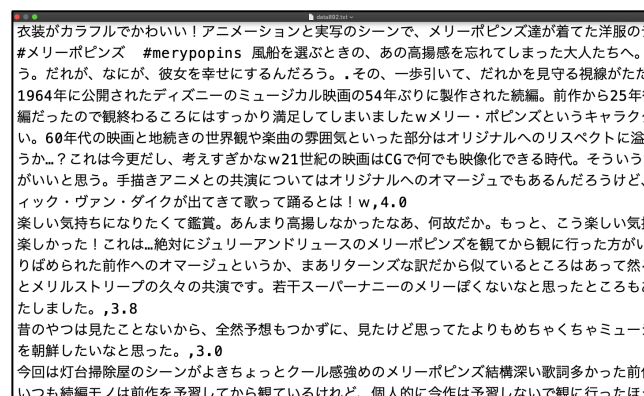 data892.txt
衣装がカラフルでかわいい！アニメーションと実写のシーンで、メリーポピンズ達が着てた洋服の
#メリーポピンズ　#merypopins 風船を選ぶときの、あの高揚感を忘れてしまった大人たちへ。
う。だれが、なにが、彼女を幸せにするんだろう。.その、一歩引いて、だれかを見守る視線がただ
1964年に公開されたディズニーのミュージカル映画の54年ぶりに製作された続編。前作から25年
編だったので観終わるころにはすっかり満足してしまいましたwメリー・ポピンズというキャラク
い。60年代の映画と地続きの世界観や楽曲の雰囲気といった部分はオリジナルへのリスペクトに溢
うか…？これは今更だし、考えすぎかなw21世紀の映画はCGで何でも映像化できる時代。そういう
がいいと思う。手描きアニメとの共演についてはオリジナルへのオマージュでもあるんだろうけど、
ィック・ヴァン・ダイクが出てきて歌って踊るとは！w,4.0
楽しい気持ちになりたくて鑑賞。あんまり高揚しなかったなあ、何故だか。もっと、こう楽しい気
楽しかった！これは…絶対にジュリーアンドリュースのメリーポピンズを観てから観に行った方がい
りばめられた前作へのオマージュというか、まあリターンズな訳だから似ているところはあって然
とメリルストリープの久々の共演です。若干スーパーナニーのメリーぽくないなと思ったところも
たしました。,3.8
昔のやつは見たことないから、全然予想もつかずに、見たけど思ってたよりもめちゃくちゃミュー
を朝鮮したいなと思った。,3.0
今回は灯台掃除屋のシーンがよきちょっとクール感強めのメリーポピンズ結構深い歌詞多かった前
いつも続編モノは前作を予習してから観ているけれど、個人的に今作は予習しないで観に行ったほ